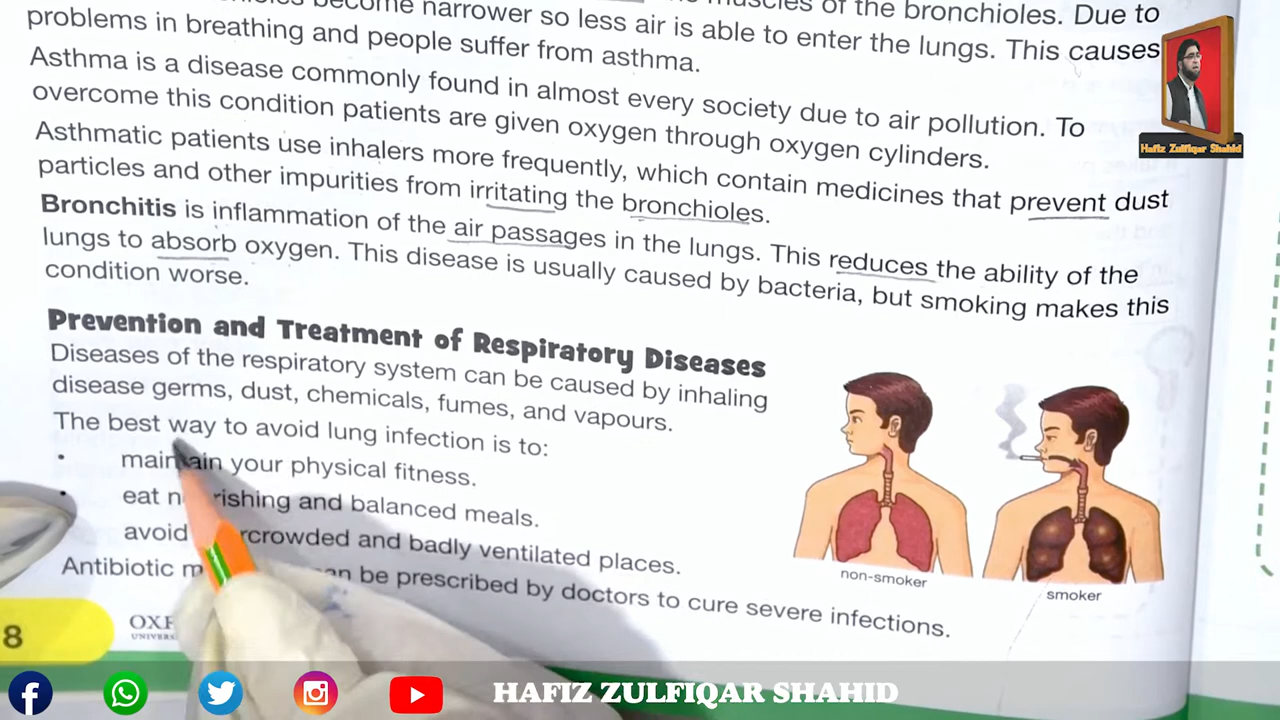 become narrower so less air is able to enter the lungs. This causes
muscles of the bronchioles. Due to
problems in breathing and people suffer from asthma.
Asthma is a disease commonly found in almost every society due to air pollution. To
overcome this condition patients are given oxygen through oxygen cylinders.
Asthmatic patients use inhalers more frequently, which contain medicines that prevent dust
particles and other impurities from irritating the bronchioles.
Bronchitis is inflammation of the air passages in the lungs. This reduces the ability of the
lungs to absorb oxygen. This disease is usually caused by bacteria, but smoking makes this
condition worse.
Prevention and Treatment of Respiratory Diseases
Diseases of the respiratory system can be caused by inhaling
disease germs, dust, chemicals, fumes, and vapours.
The best way to avoid lung infection is to:
• maintain your physical fitness.
• eat rishing and balanced meals.
avoid crowded and badly ventilated places.
Antibiotic can be prescribed by doctors to cure severe infections.
non-smoker
smoker
8
OXF
UNIVERS
Hafiz Zulfiqar Shahid
HAFIZ ZULFIQAR SHAHID